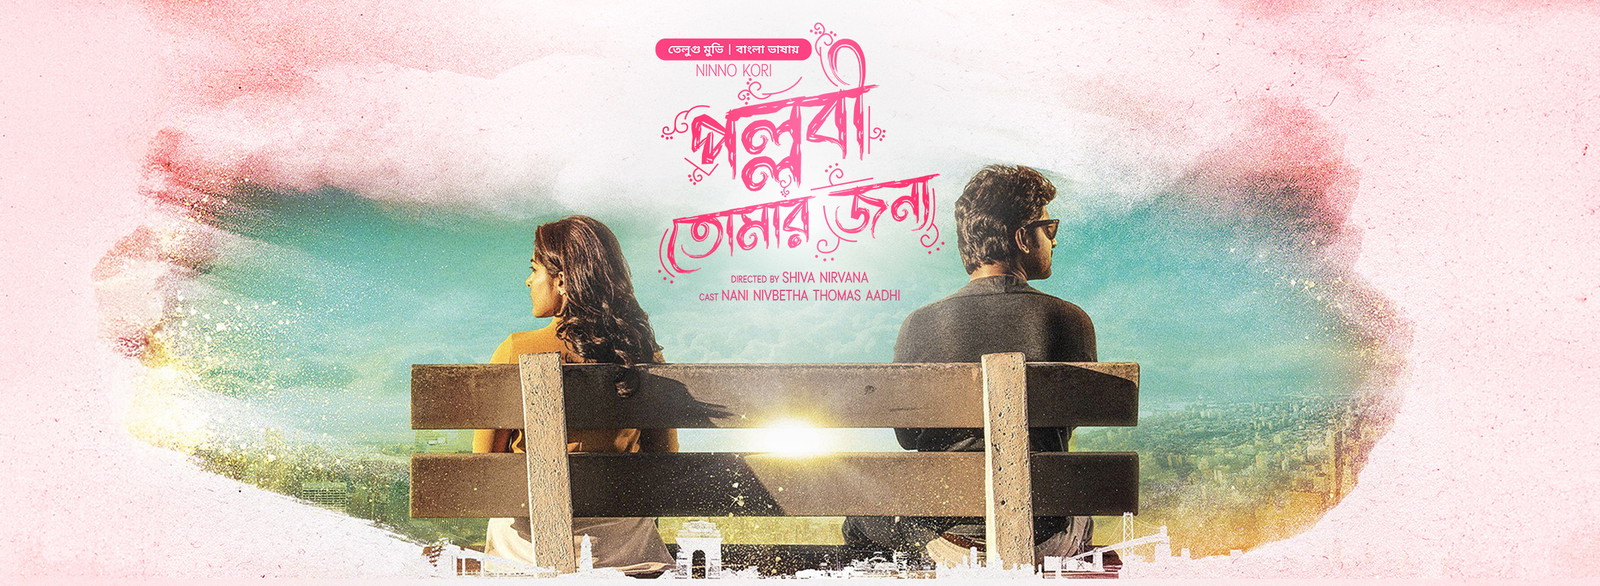 তেলুগু মুভি | বাংলা ভাষায়
NINNO KORI
পল্লবী
তোমার জন্য
DIRECTED BY SHIVA NIRVANA
CAST NANI NIVBETHA THOMAS AADHI